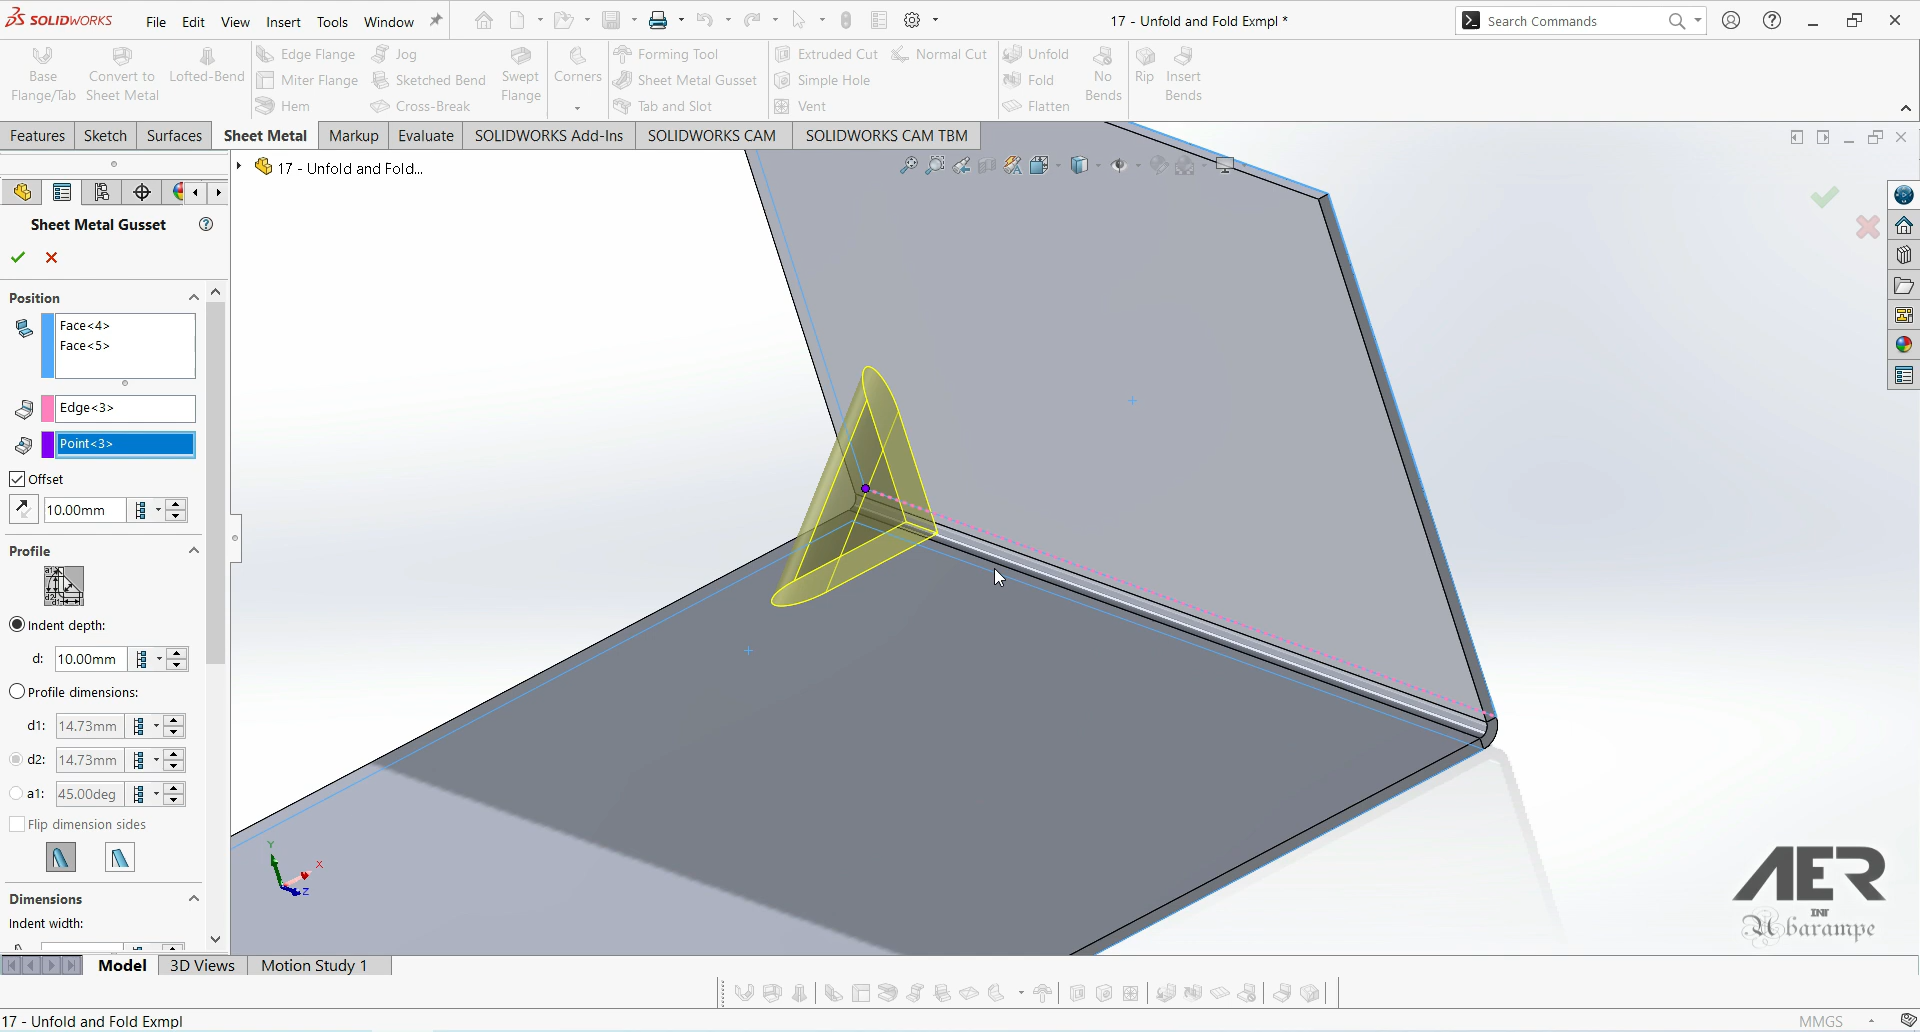 SOLIDWORKS File Edit View Insert Tools Window
17 - Unfold and Fold Exmpl *
Search Commands
Base Flange/Tab
Convert to Sheet Metal
Lofted-Bend
Edge Flange
Miter Flange
Hem
Jog
Sketched Bend
Cross-Break
Swept Flange
Corners
Forming Tool
Sheet Metal Gusset
Tab and Slot
Extruded Cut
Simple Hole
Vent
Normal Cut
Unfold
Fold
Flatten
No Bends
Rip
Insert Bends
Features Sketch Surfaces Sheet Metal Markup Evaluate SOLIDWORKS Add-Ins SOLIDWORKS CAM SOLIDWORKS CAM TBM
17 - Unfold and Fold...
Sheet Metal Gusset
Position
Face<4>
Face<5>
Edge<3>
Point<3>
Offset
10.00mm
Profile
Indent depth:
d: 10.00mm
Profile dimensions:
d1: 14.73mm
d2: 14.73mm
a1: 45.00deg
Flip dimension sides
Dimensions
Indent width:
Y
X
Z
AER
INT
Abarampe
Model 3D Views Motion Study 1
17 - Unfold and Fold Exmpl
MMGS